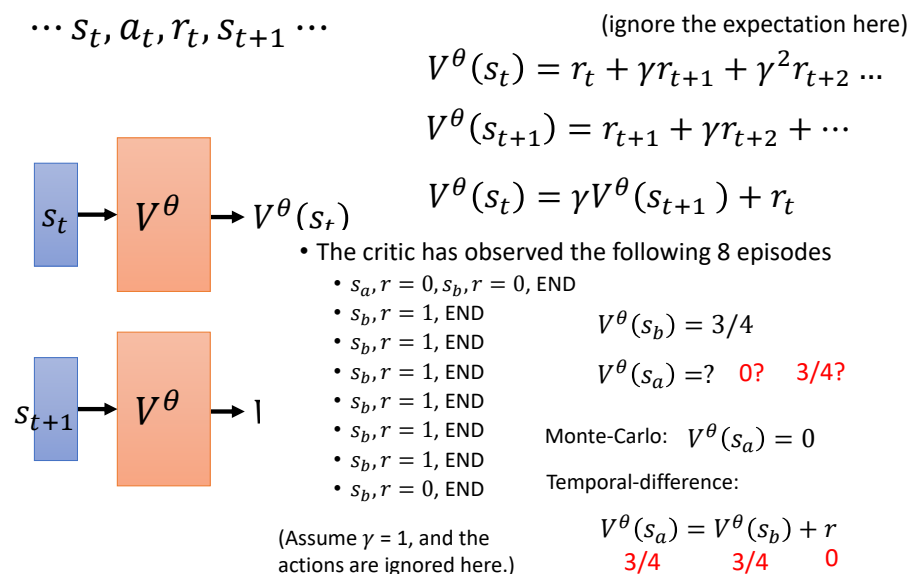 ⋯ s_t, a_t, r_t, s_{t+1} ⋯
(ignore the expectation here)
V^θ(s_t) = r_t + γr_{t+1} + γ^2 r_{t+2} …
V^θ(s_{t+1}) = r_{t+1} + γr_{t+2} + ⋯
V^θ(s_t) = γV^θ(s_{t+1}) + r_t
s_t
V^θ
V^θ(s_t)
s_{t+1}
V^θ
• The critic has observed the following 8 episodes
• s_a, r = 0, s_b, r = 0, END
• s_b, r = 1, END
• s_b, r = 1, END
• s_b, r = 1, END
• s_b, r = 1, END
• s_b, r = 1, END
• s_b, r = 1, END
• s_b, r = 0, END
(Assume γ = 1, and the
actions are ignored here.)
V^θ(s_b) = 3/4
V^θ(s_a) =? 0? 3/4?
Monte-Carlo: V^θ(s_a) = 0
Temporal-difference:
V^θ(s_a) = V^θ(s_b) + r
3/4 3/4 0